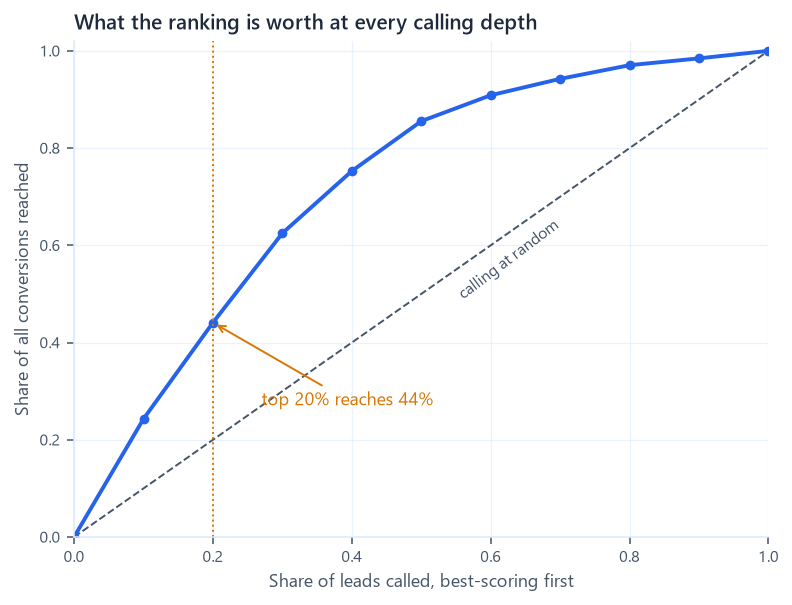 What the ranking is worth at every calling depth
Share of all conversions reached
1.0
0.8
0.6
0.4
0.2
0.0
calling at random
top 20% reaches 44%
0.0
0.2
0.4
0.6
0.8
1.0
Share of leads called, best-scoring first